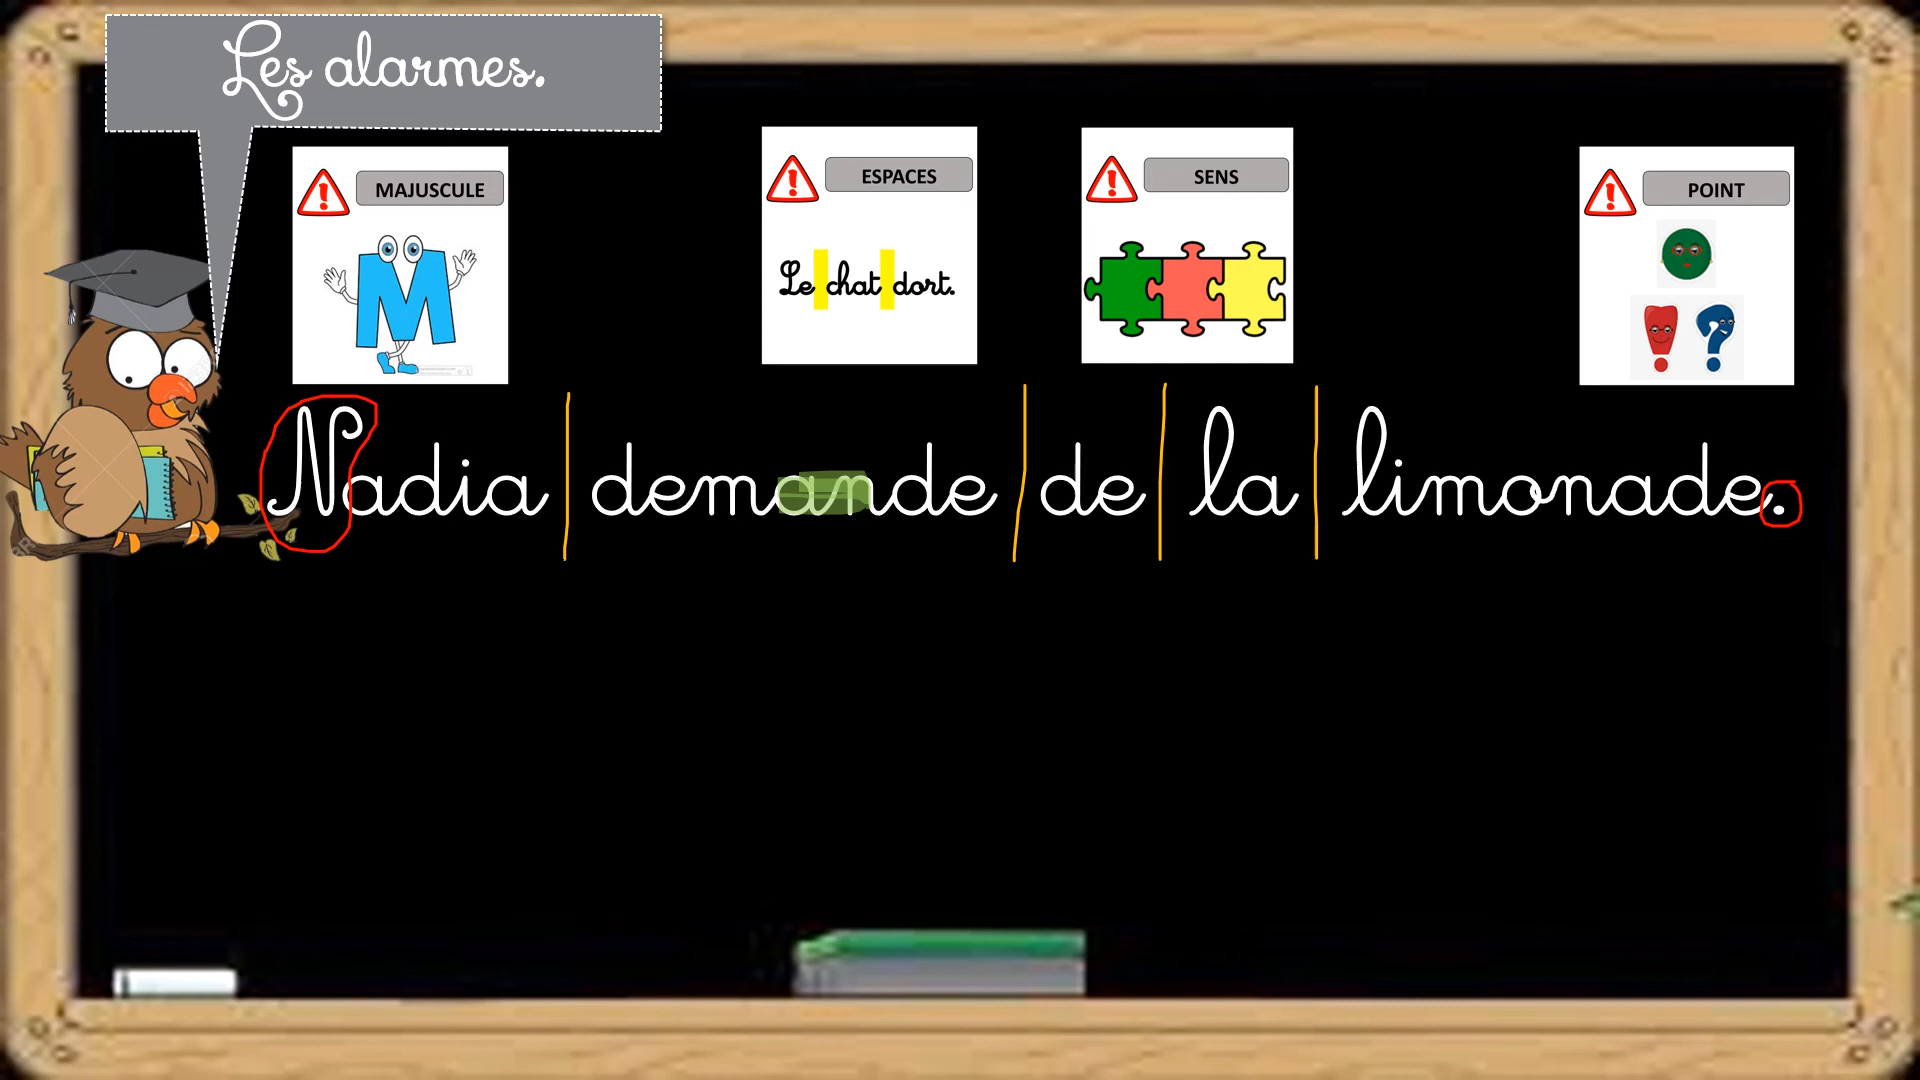 Les alarmes.
MAJUSCULE
ESPACES
SENS
POINT
M
Le chat dort.
Nadia demande de la limonade.